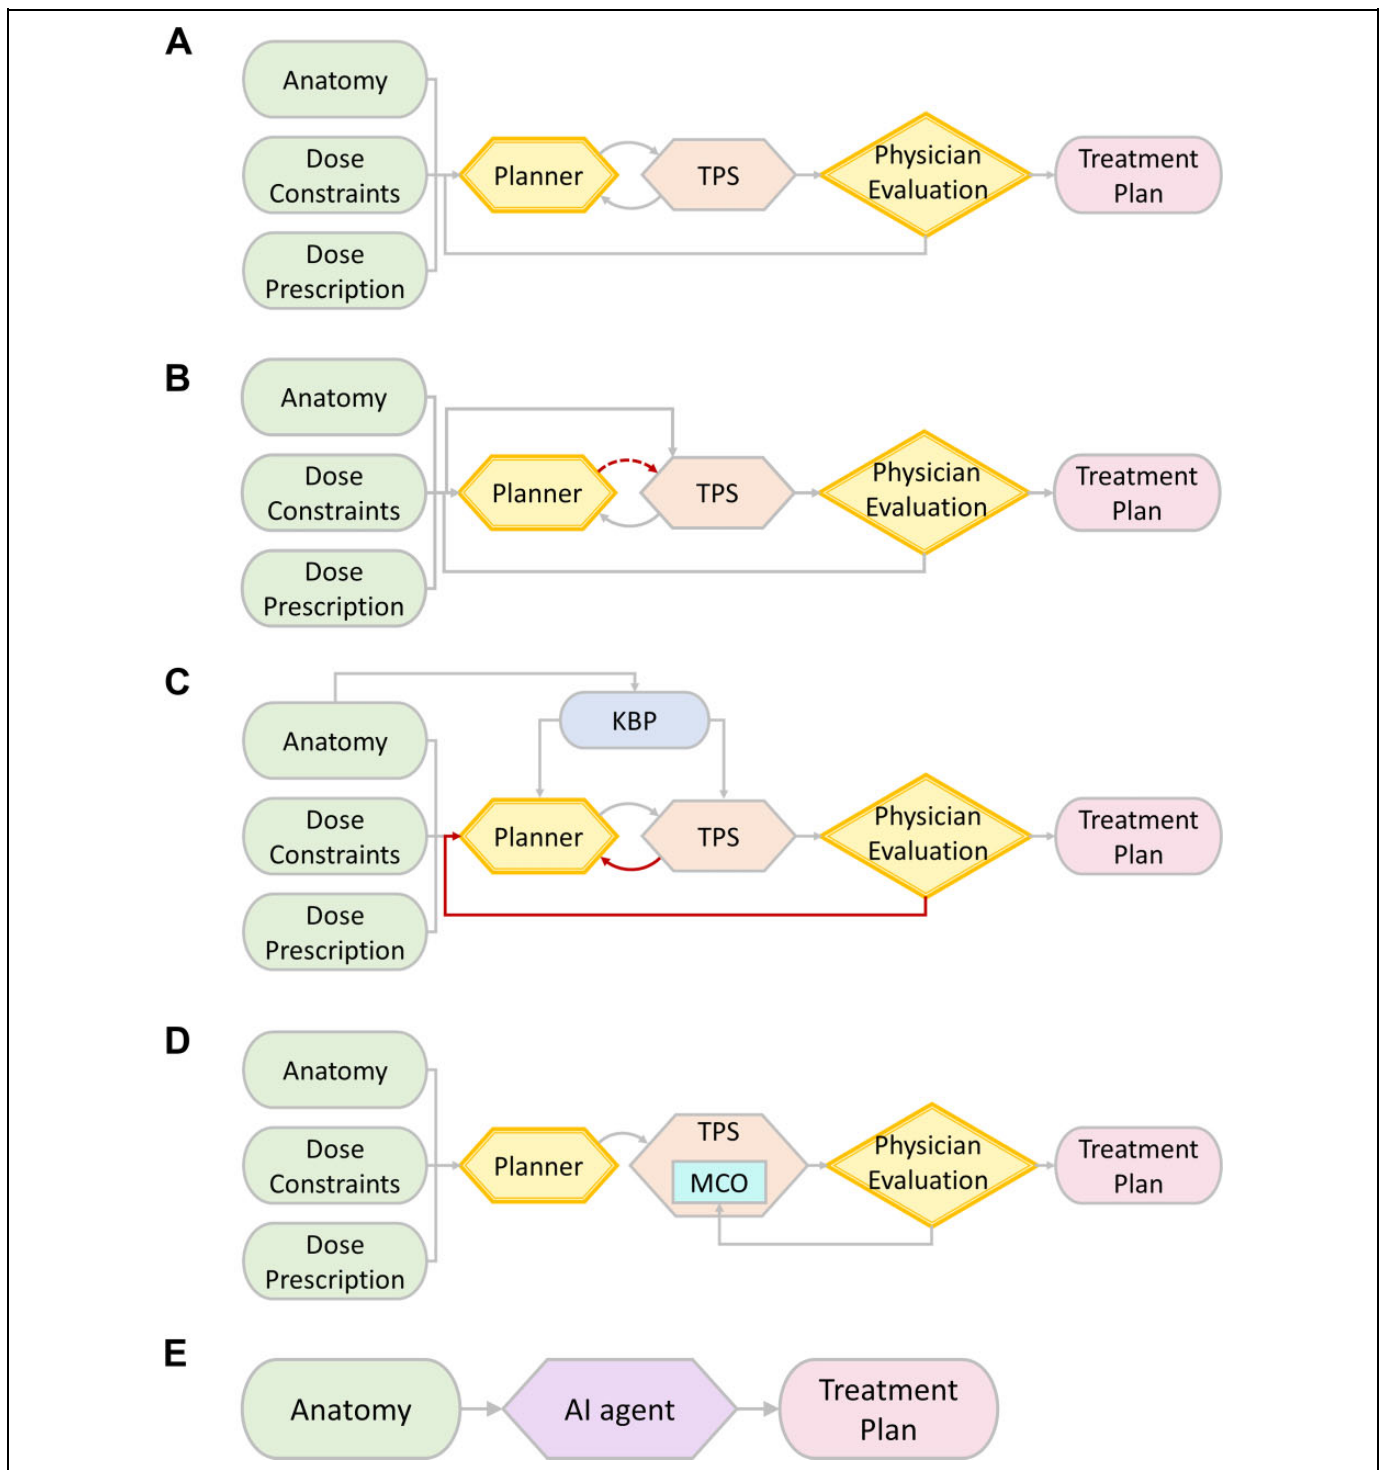 A
Anatomy
Dose
Constraints
Dose
Prescription
Planner
TPS
Physician
Evaluation
Treatment
Plan
B
Anatomy
Dose
Constraints
Dose
Prescription
Planner
TPS
Physician
Evaluation
Treatment
Plan
C
Anatomy
Dose
Constraints
Dose
Prescription
KBP
Planner
TPS
Physician
Evaluation
Treatment
Plan
D
Anatomy
Dose
Constraints
Dose
Prescription
Planner
TPS
MCO
Physician
Evaluation
Treatment
Plan
E
Anatomy
AI agent
Treatment
Plan